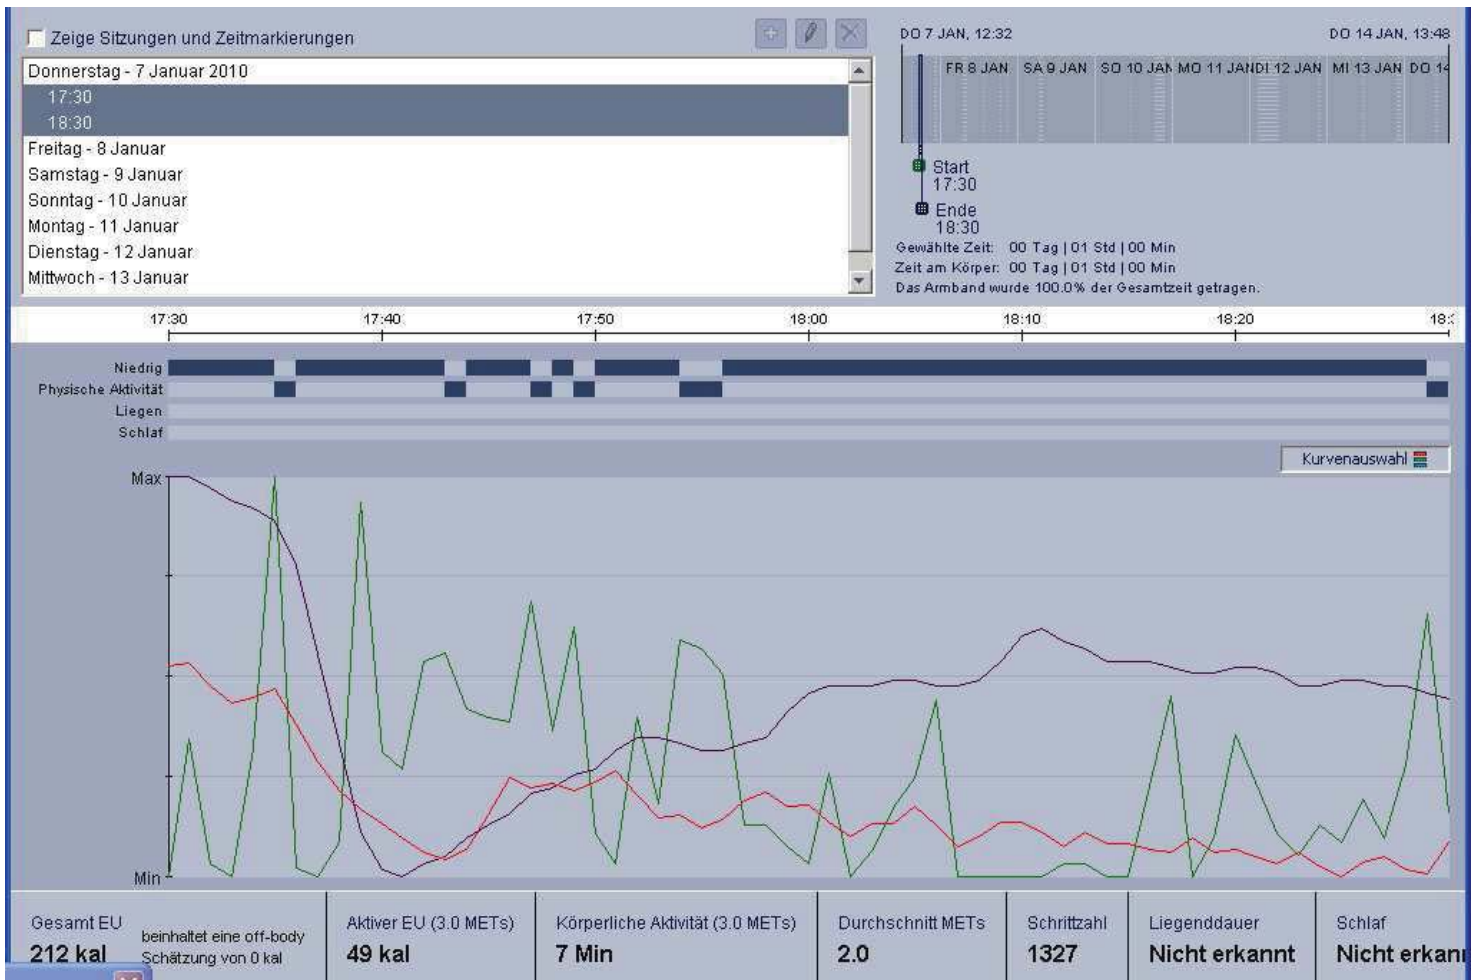 Zeige Sitzungen und Zeitmarkierungen
Donnerstag - 7 Januar 2010
17:30
18:30
Freitag - 8 Januar
Samstag - 9 Januar
Sonntag - 10 Januar
Montag - 11 Januar
Dienstag - 12 Januar
Mittwoch - 13 Januar
DO 7 JAN, 12:32 DO 14 JAN, 13:48
FR 8 JAN SA 9 JAN SO 10 JAN MO 11 JAN DI 12 JAN MI 13 JAN DO 14
Start
17:30
Ende
18:30
Gewählte Zeit: 00 Tag | 01 Std | 00 Min
Zeit am Körper: 00 Tag | 01 Std | 00 Min
Das Armband wurde 100.0% der Gesamtzeit getragen.
17:30 17:40 17:50 18:00 18:10 18:20
Niedrig
Physische Aktivität
Liegen
Schlaf
Kurvenauswahl
Max
Min
Gesamt EU
212 kal
beinhaltet eine off-body
Schätzung von 0 kal
Aktiver EU (3.0 METs)
49 kal
Körperliche Aktivität (3.0 METs)
7 Min
Durchschnitt METs
2.0
Schrittzahl
1327
Liegenddauer
Nicht erkannt
Schlaf
Nicht erkann